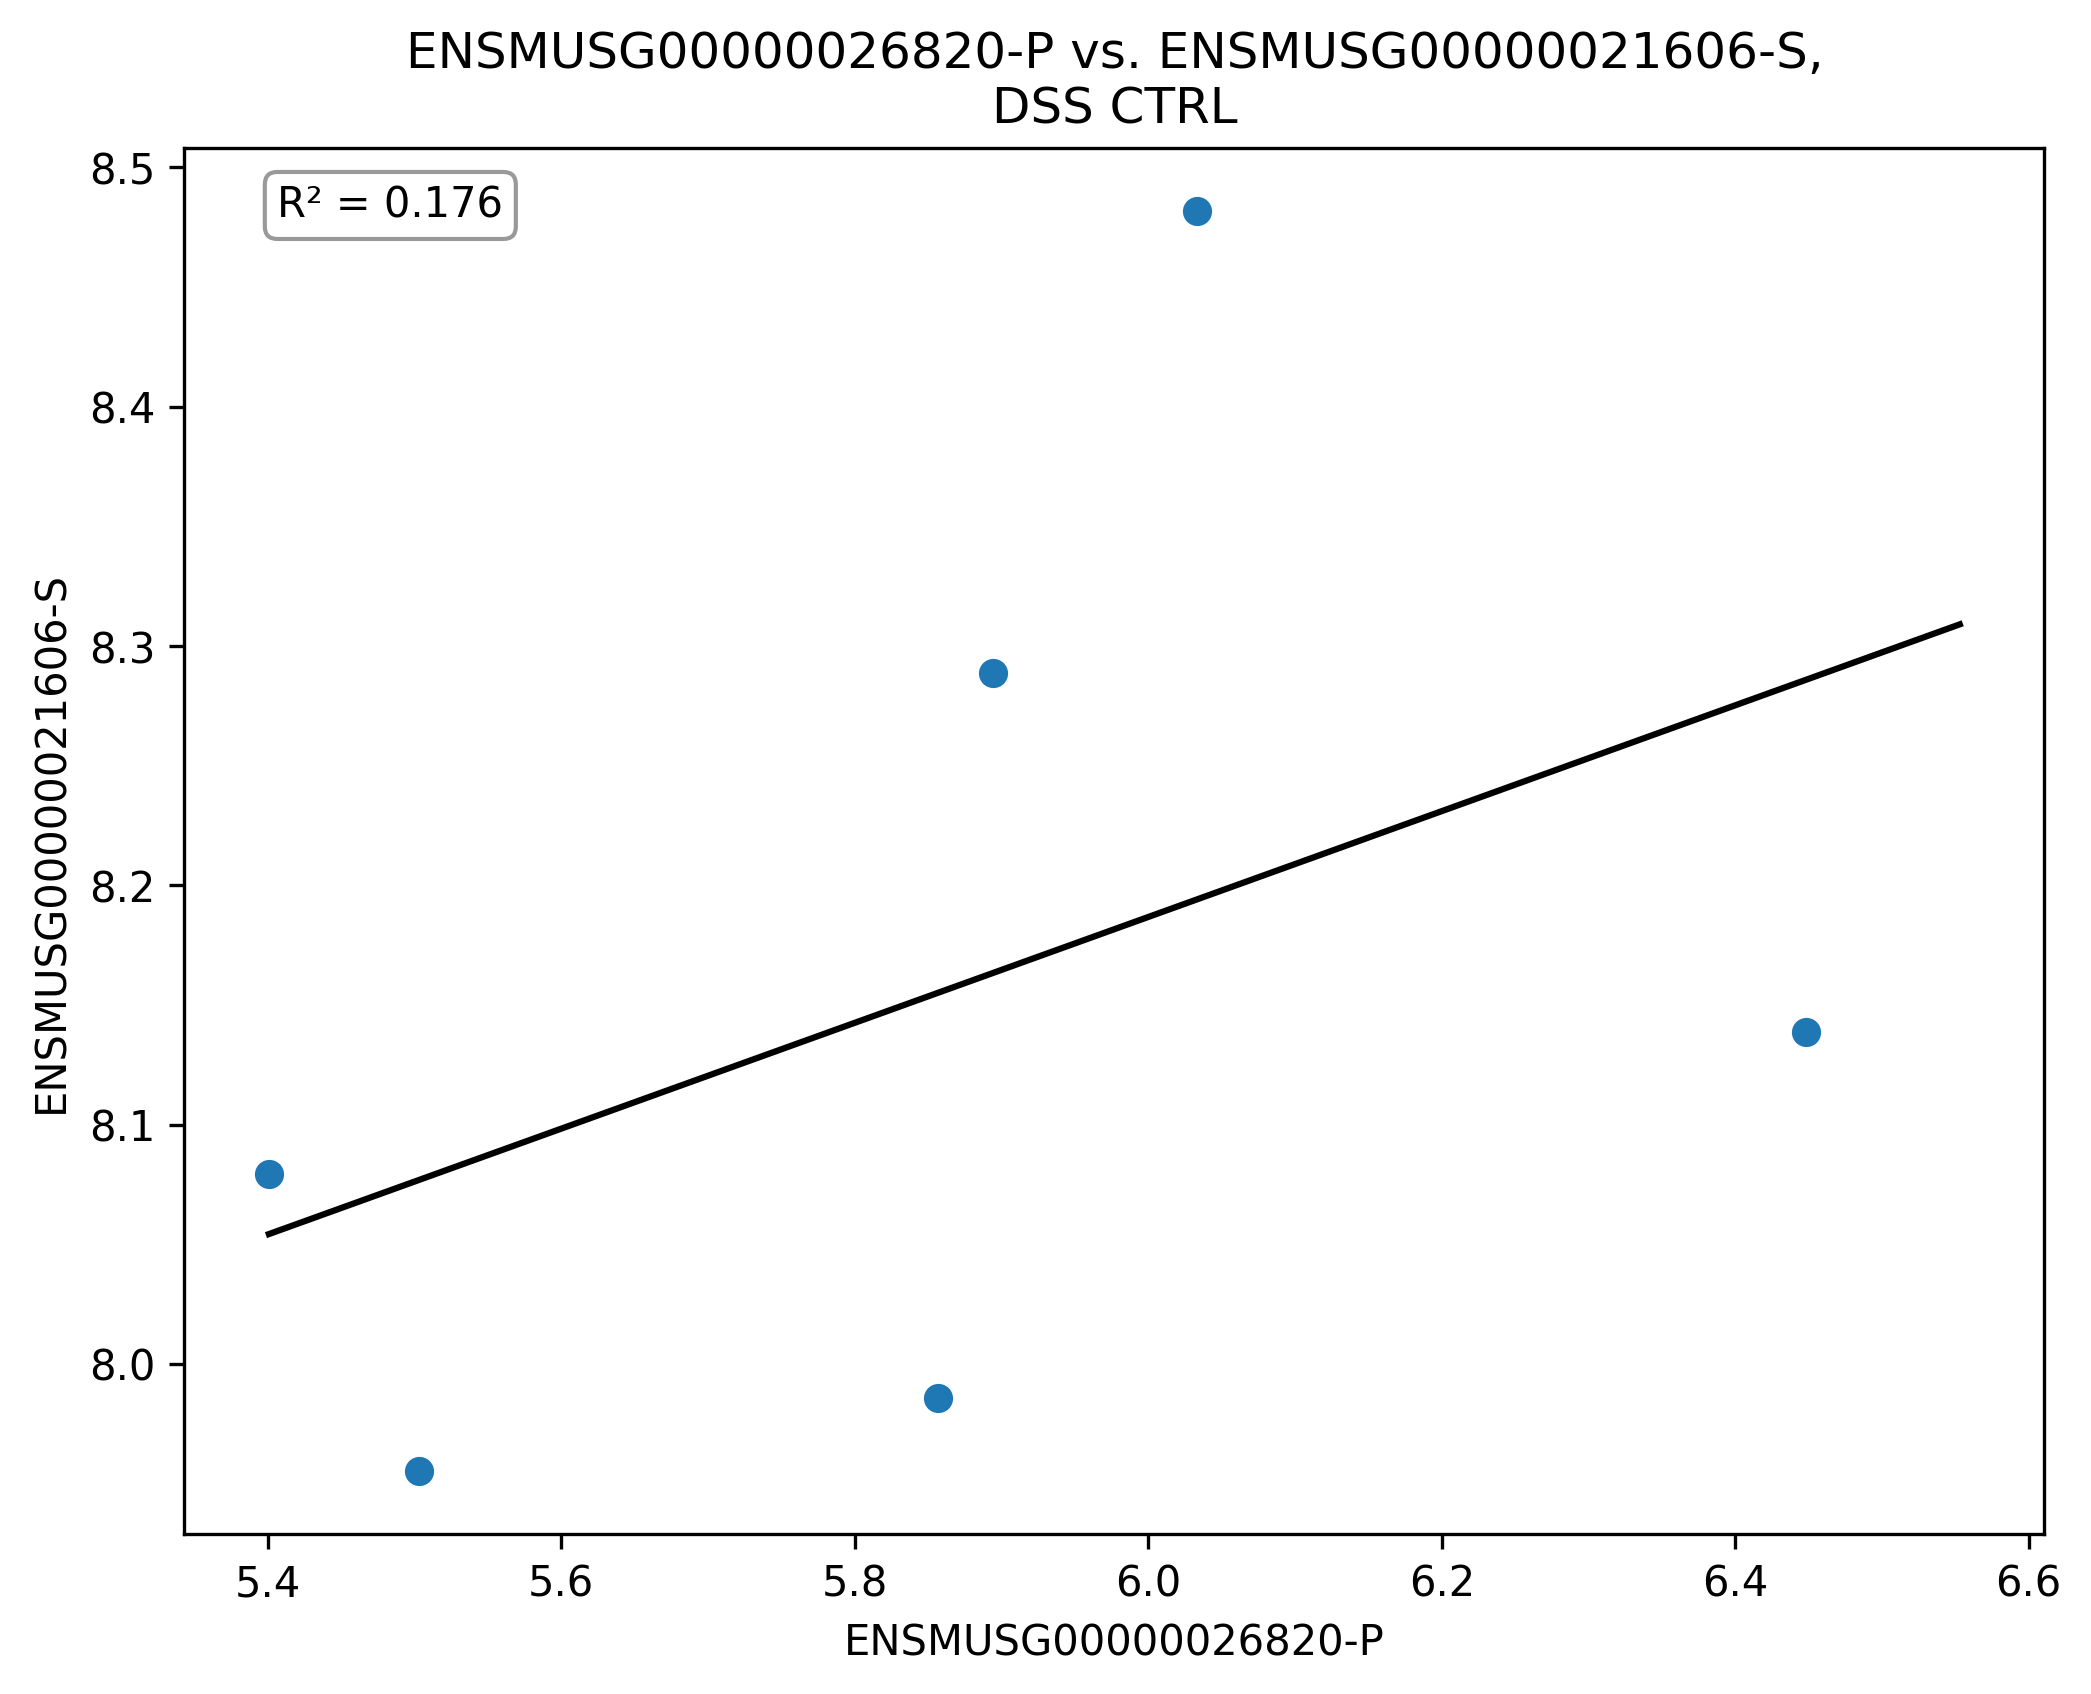 ENSMUSG00000026820-P vs. ENSMUSG00000021606-S,
DSS CTRL
R² = 0.176
8.5
8.4
8.3
8.2
8.1
8.0
ENSMUSG00000021606-S
5.4 5.6 5.8 6.0 6.2 6.4 6.6
ENSMUSG00000026820-P